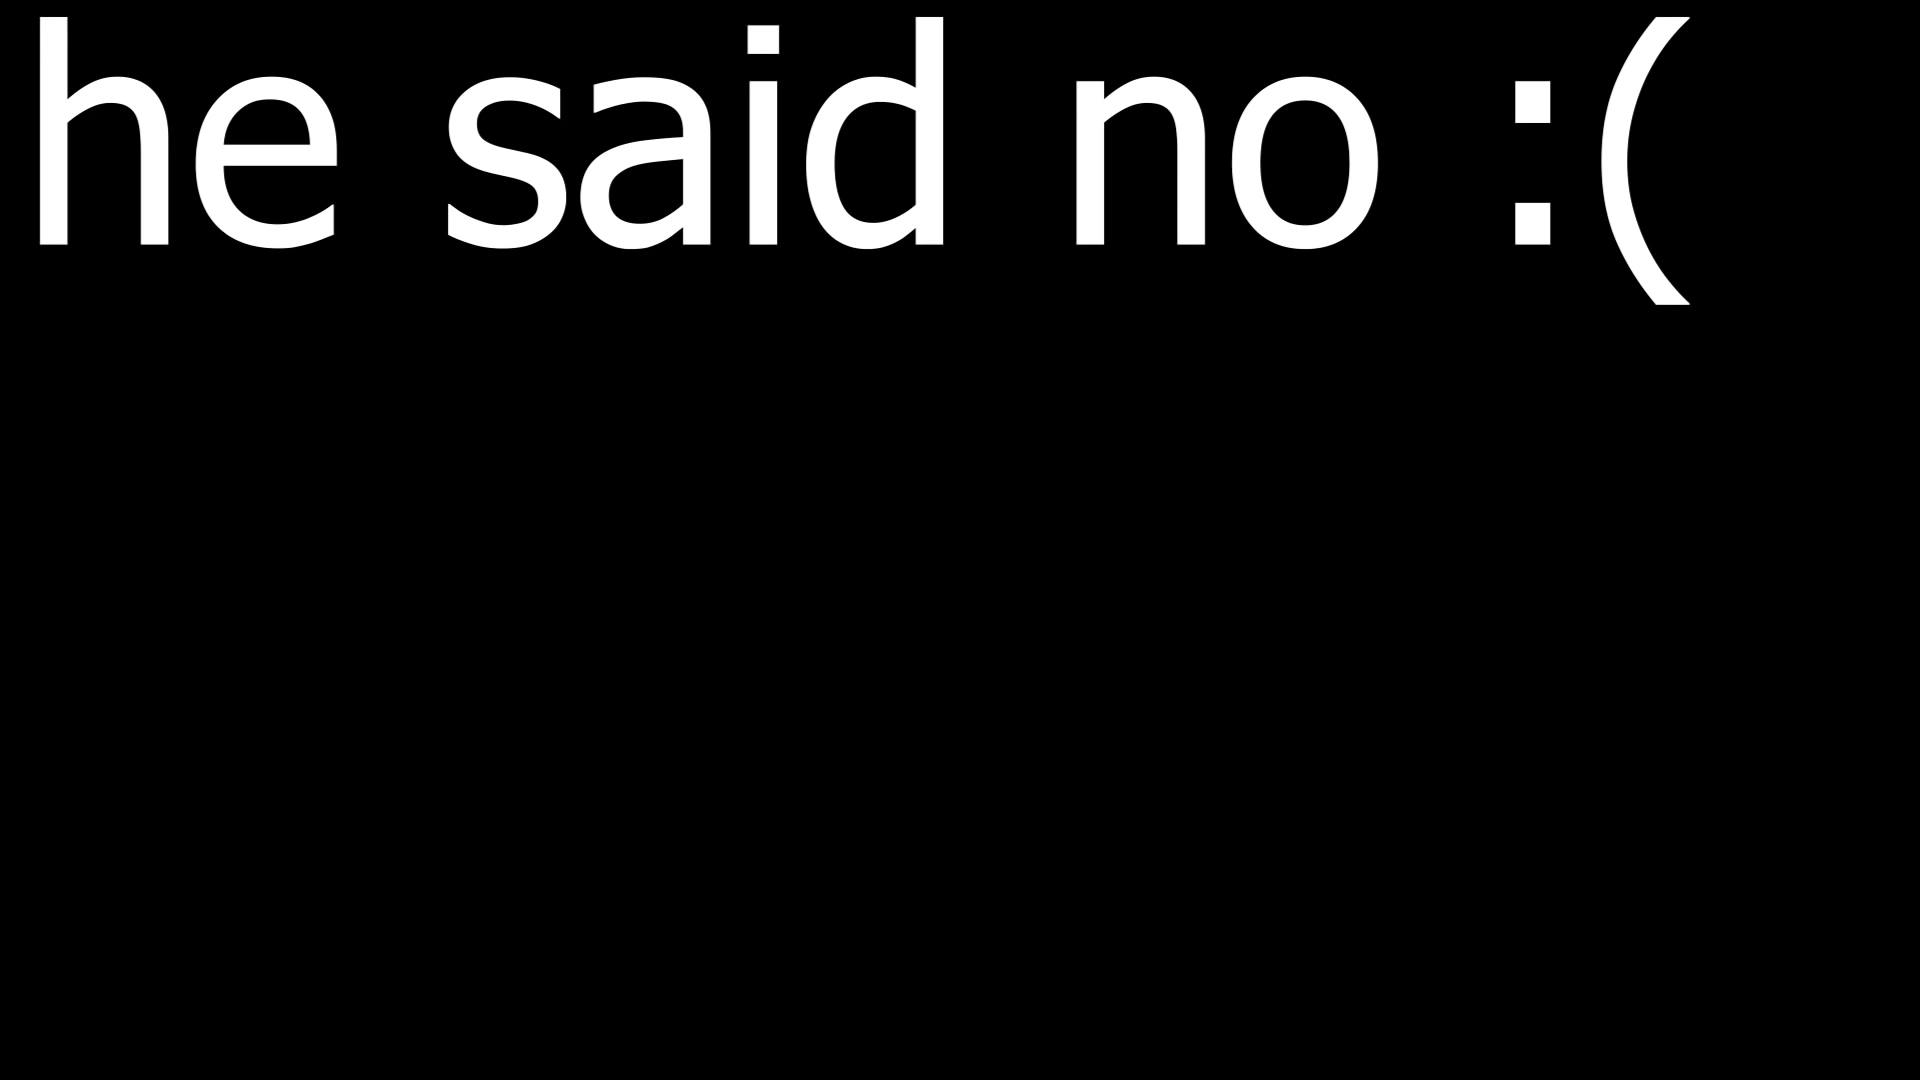 he said no :(